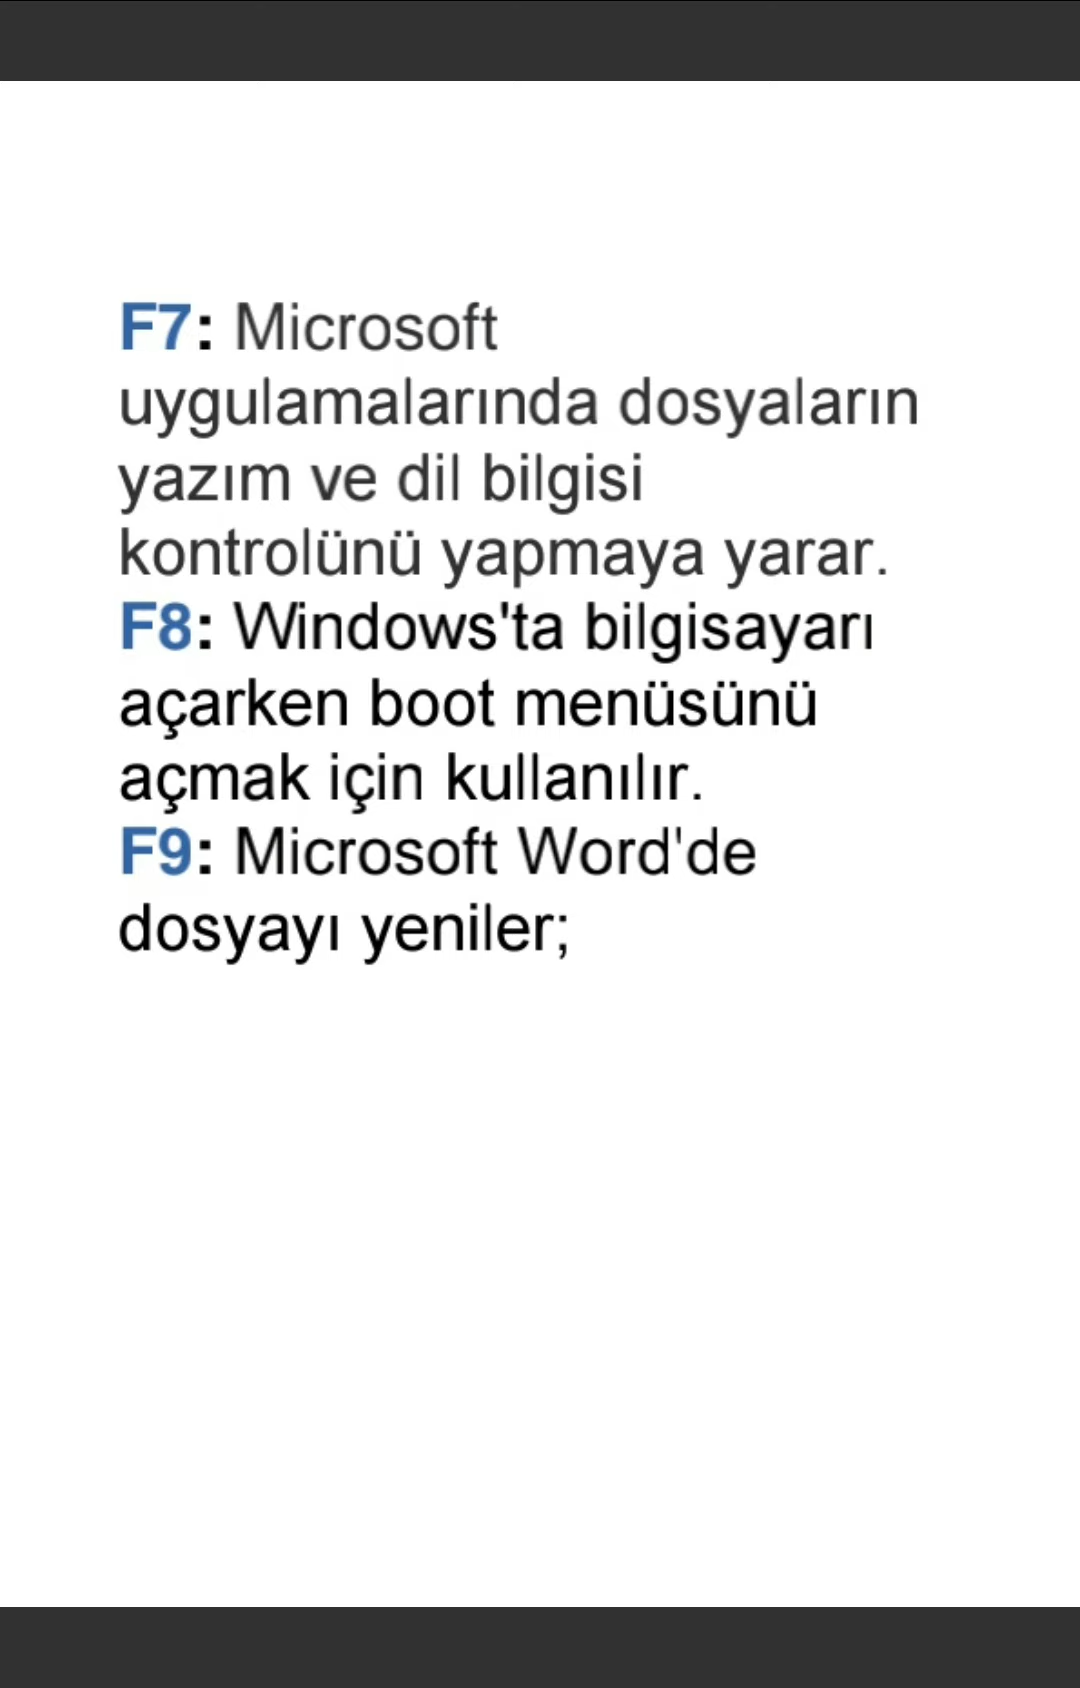 F7: Microsoft
uygulamalarında dosyaların
yazım ve dil bilgisi
kontrolünü yapmaya yarar.
F8: Windows'ta bilgisayarı
açarken boot menüsünü
açmak için kullanılır.
F9: Microsoft Word'de
dosyayı yeniler;